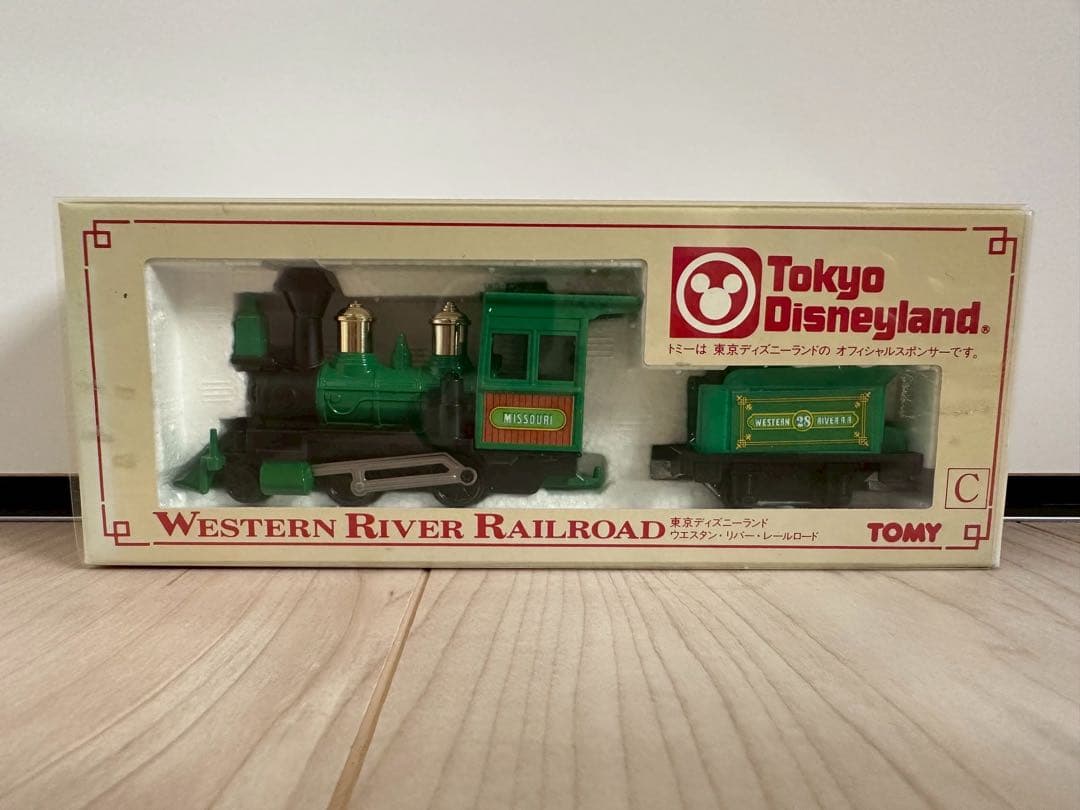 Tokyo
Disneyland®
トミーは 東京ディズニーランドの オフィシャルスポンサーです。
MISSOURI
WESTERN 28 RIVER R.R
C
WESTERN RIVER RAILROAD
東京ディズニーランド
ウエスタン・リバー・レールロード
TOMY